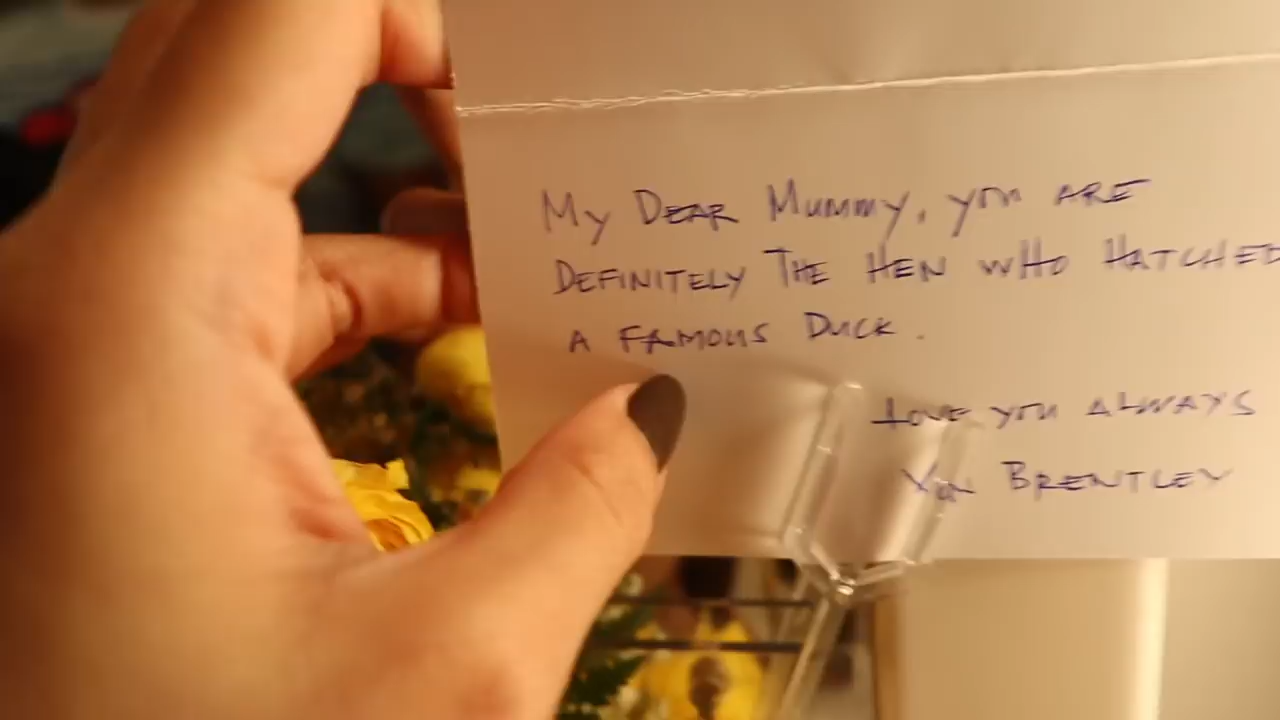 My DEAR MUMMY, YOU ARE
DEFINITELY THE HEN WHO HATCHED
A FAMOUS DUCK.
LOVE YOU ALWAYS
BRENTLEY